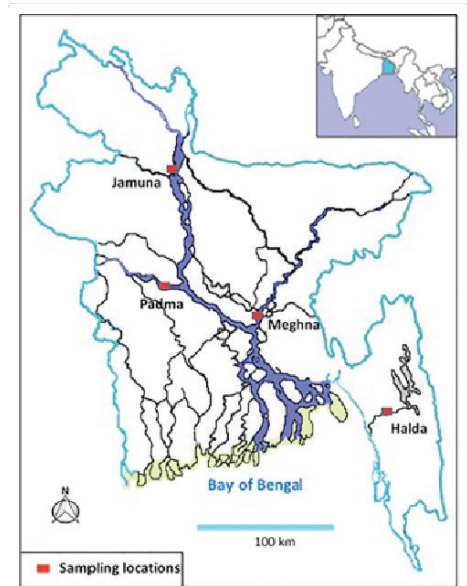 Jamuna
Padma
Meghna
Halda
Bay of Bengal
N
100 km
Sampling locations